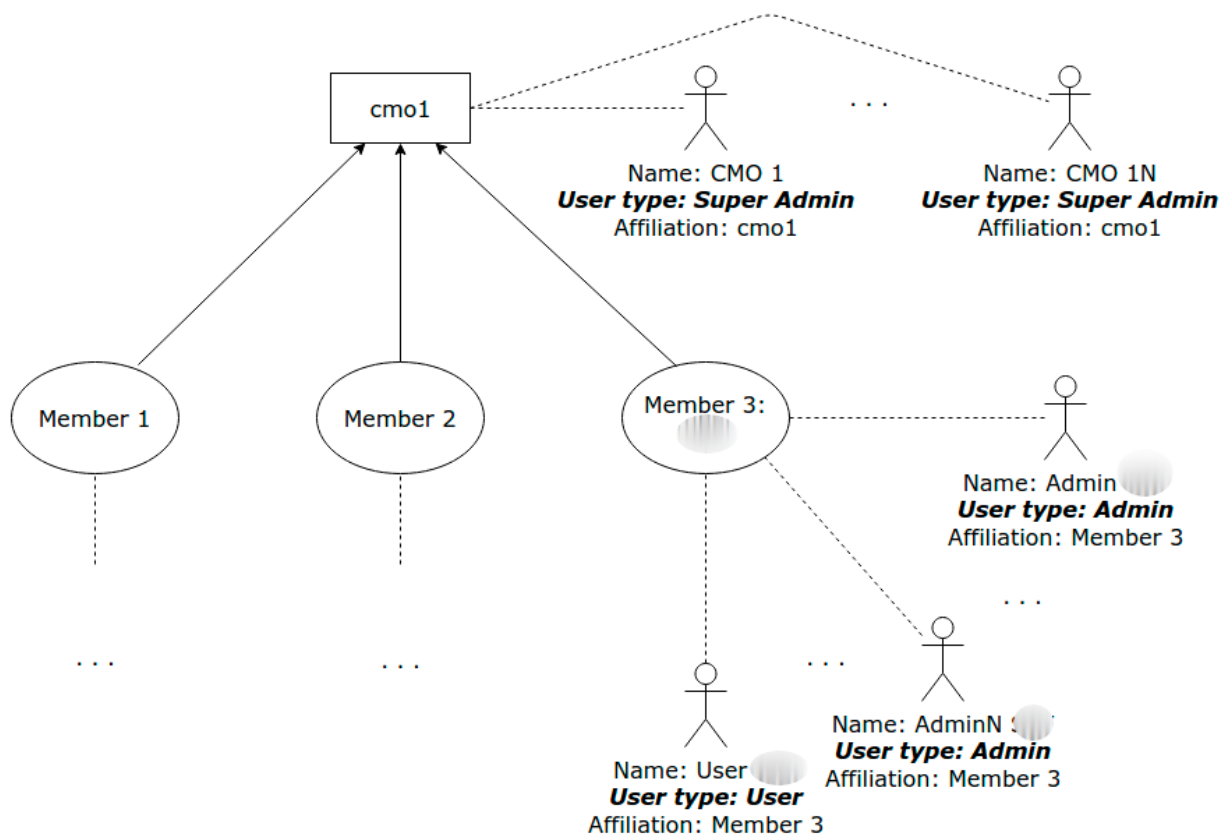 cmo1
. . .
Name: CMO 1
User type: Super Admin
Affiliation: cmo1
Name: CMO 1N
User type: Super Admin
Affiliation: cmo1
Member 1
Member 2
Member 3:
Name: Admin
User type: Admin
Affiliation: Member 3
. . .
. . .
. . .
. . .
Name: AdminN
User type: Admin
Affiliation: Member 3
Name: User
User type: User
Affiliation: Member 3